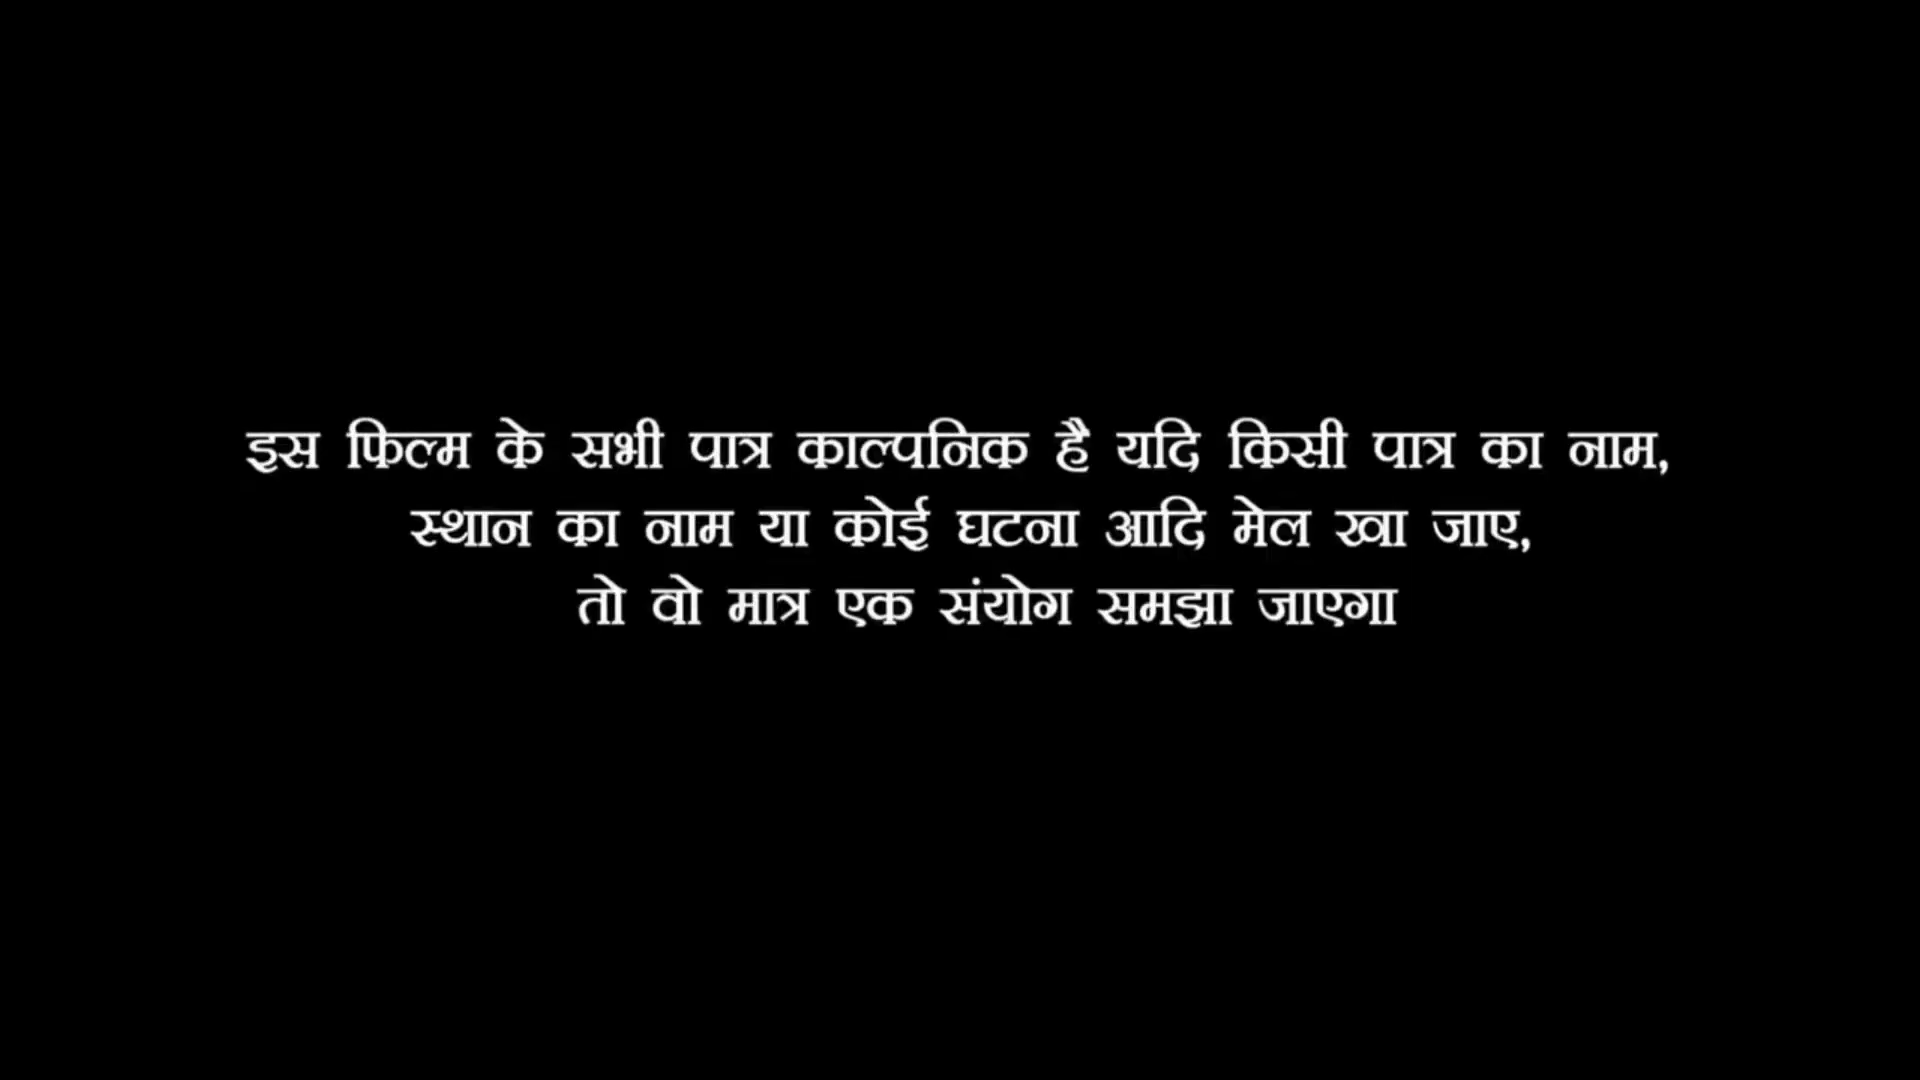 इस फिल्म के सभी पात्र काल्पनिक है यदि किसी पात्र का नाम,
स्थान का नाम या कोई घटना आदि मेल खा जाए,
तो वो मात्र एक संयोग समझा जाएगा